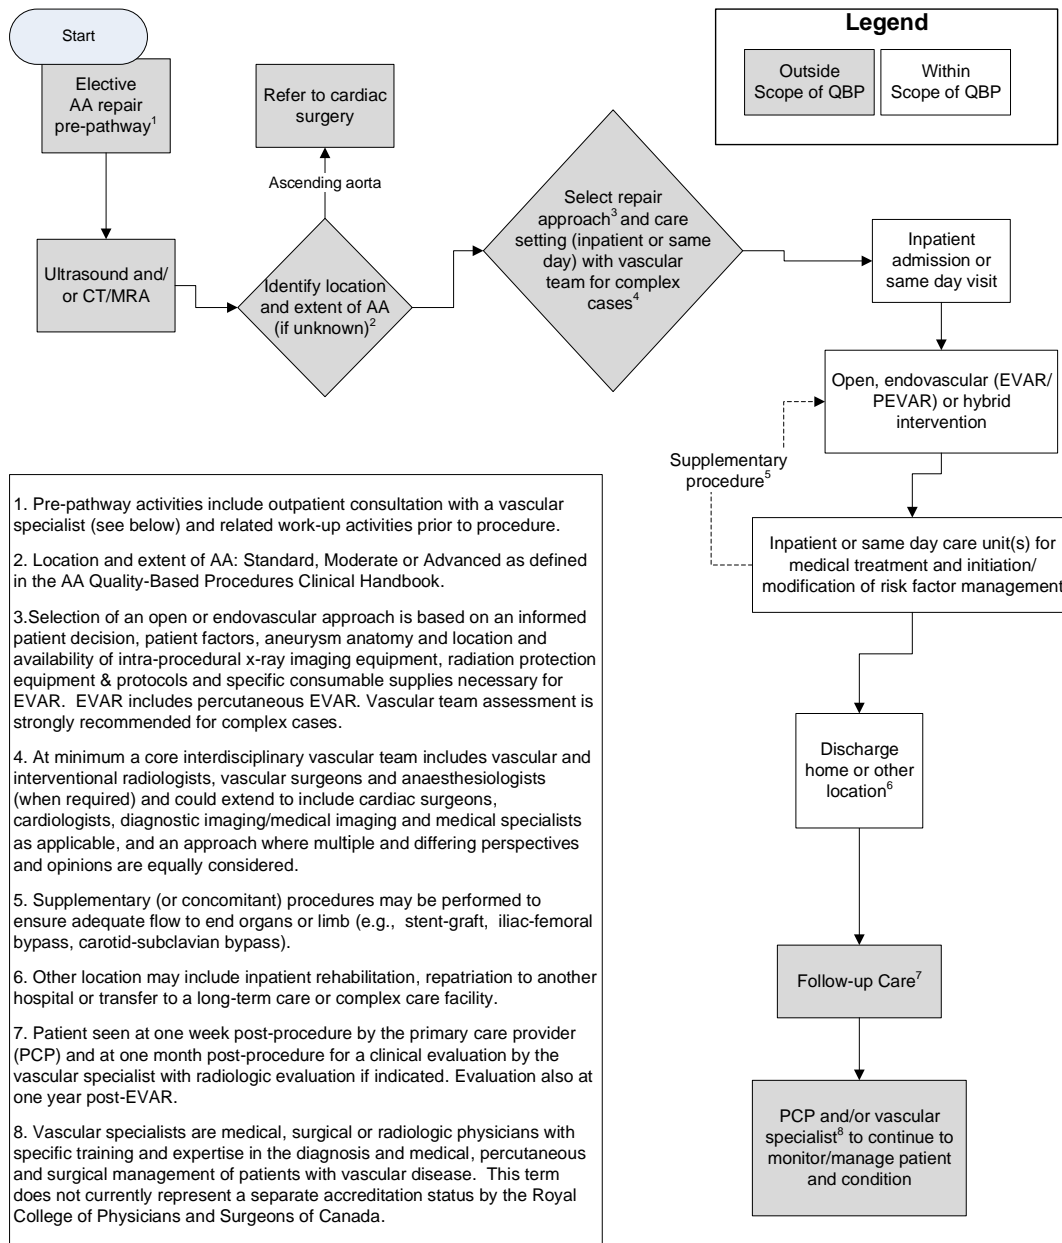 Start
Elective
AA repair
pre-pathway1
Ultrasound and/
or CT/MRA
Refer to cardiac
surgery
Ascending aorta
Identify location
and extent of AA
(if unknown)2
Select repair
approach3 and care
setting (inpatient or same
day) with vascular
team for complex
cases4
Legend
Outside
Scope of QBP
Within
Scope of QBP
Inpatient
admission or
same day visit
Open, endovascular (EVAR/
PEVAR) or hybrid
intervention
Supplementary
procedure5
Inpatient or same day care unit(s) for
medical treatment and initiation/
modification of risk factor management
Discharge
home or other
location6
Follow-up Care7
PCP and/or vascular
specialist8 to continue to
monitor/manage patient
and condition
1. Pre-pathway activities include outpatient consultation with a vascular
specialist (see below) and related work-up activities prior to procedure.
2. Location and extent of AA: Standard, Moderate or Advanced as defined
in the AA Quality-Based Procedures Clinical Handbook.
3.Selection of an open or endovascular approach is based on an informed
patient decision, patient factors, aneurysm anatomy and location and
availability of intra-procedural x-ray imaging equipment, radiation protection
equipment & protocols and specific consumable supplies necessary for
EVAR. EVAR includes percutaneous EVAR. Vascular team assessment is
strongly recommended for complex cases.
4. At minimum a core interdisciplinary vascular team includes vascular and
interventional radiologists, vascular surgeons and anaesthesiologists
(when required) and could extend to include cardiac surgeons,
cardiologists, diagnostic imaging/medical imaging and medical specialists
as applicable, and an approach where multiple and differing perspectives
and opinions are equally considered.
5. Supplementary (or concomitant) procedures may be performed to
ensure adequate flow to end organs or limb (e.g., stent-graft, iliac-femoral
bypass, carotid-subclavian bypass).
6. Other location may include inpatient rehabilitation, repatriation to another
hospital or transfer to a long-term care or complex care facility.
7. Patient seen at one week post-procedure by the primary care provider
(PCP) and at one month post-procedure for a clinical evaluation by the
vascular specialist with radiologic evaluation if indicated. Evaluation also at
one year post-EVAR.
8. Vascular specialists are medical, surgical or radiologic physicians with
specific training and expertise in the diagnosis and medical, percutaneous
and surgical management of patients with vascular disease. This term
does not currently represent a separate accreditation status by the Royal
College of Physicians and Surgeons of Canada.